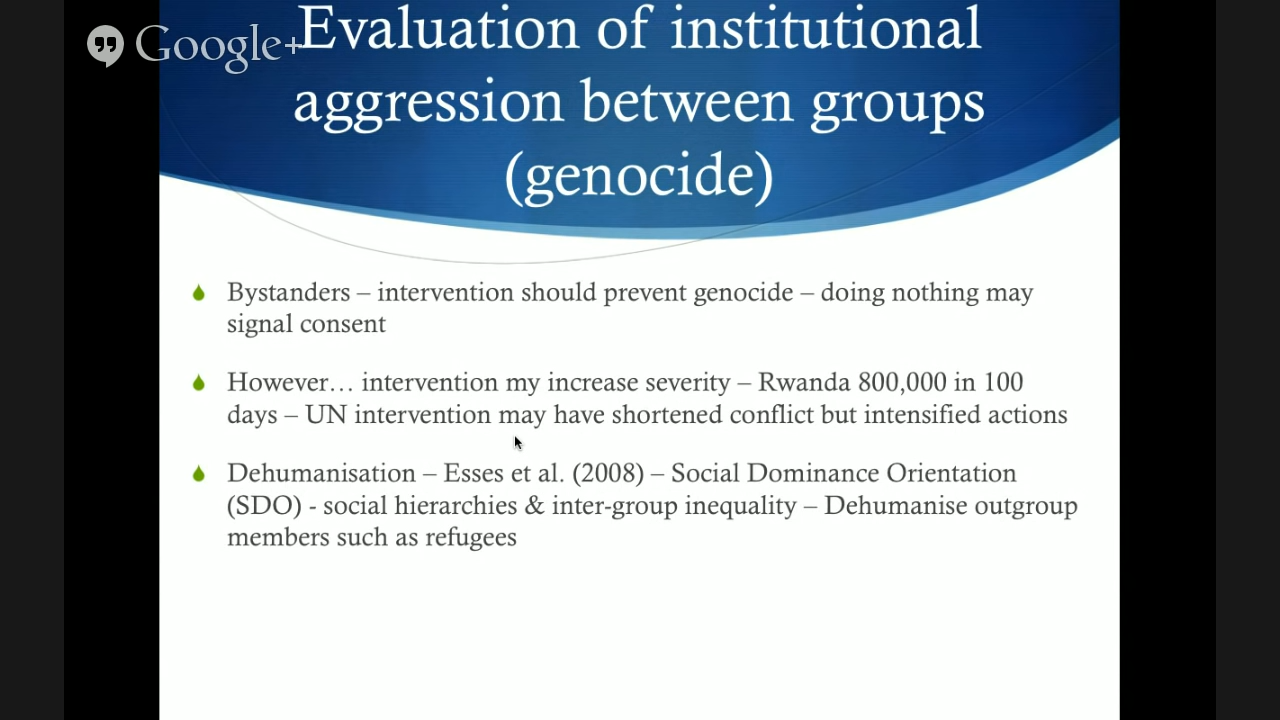 Google+
Evaluation of institutional
aggression between groups
(genocide)
Bystanders – intervention should prevent genocide – doing nothing may
signal consent
However… intervention my increase severity – Rwanda 800,000 in 100
days – UN intervention may have shortened conflict but intensified actions
Dehumanisation – Esses et al. (2008) – Social Dominance Orientation
(SDO) - social hierarchies & inter-group inequality – Dehumanise outgroup
members such as refugees